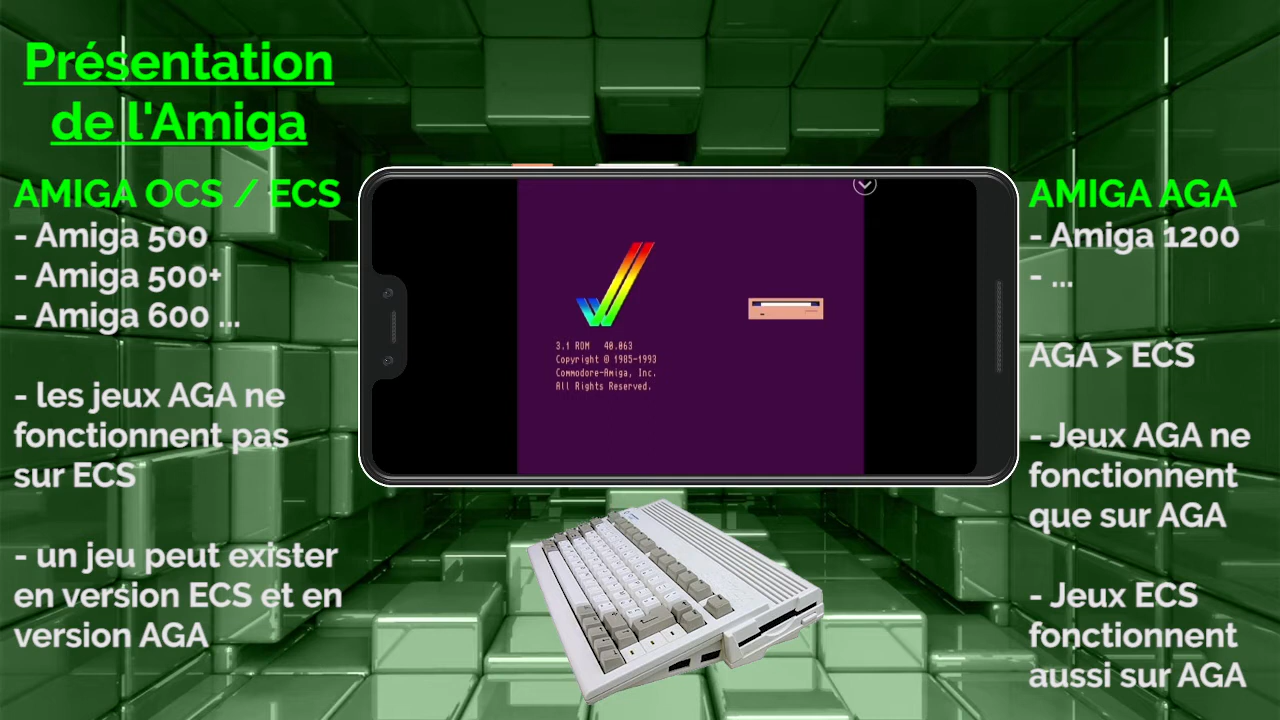 Présentation
de l'Amiga
AMIGA OCS / ECS
- Amiga 500
- Amiga 500+
- Amiga 600 ...
- les jeux AGA ne
fonctionnent pas
sur ECS
- un jeu peut exister
en version ECS et en
version AGA
3.1 ROM 40.063
Copyright © 1985-1993
Commodore-Amiga, Inc.
All Rights Reserved.
AMIGA AGA
- Amiga 1200
- ...
AGA > ECS
- Jeux AGA ne
fonctionnent
que sur AGA
- Jeux ECS
fonctionnent
aussi sur AGA